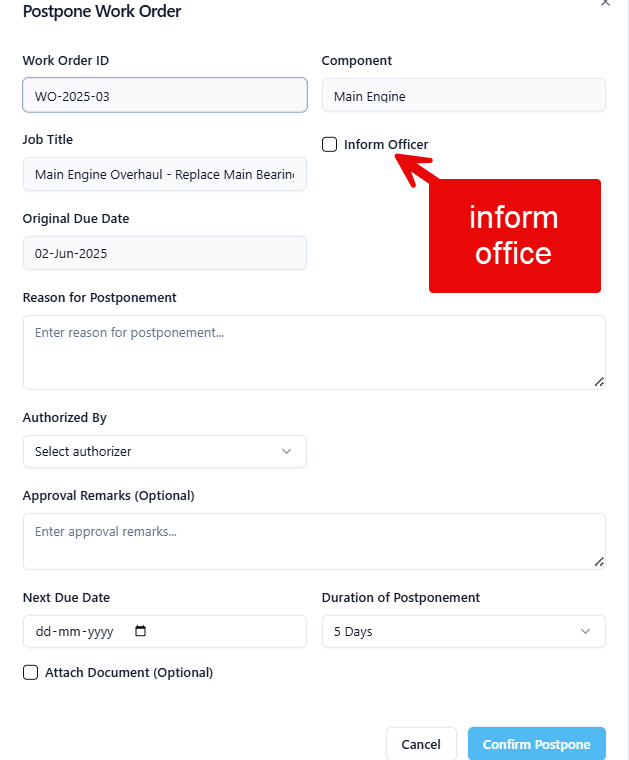 Postpone Work Order
Work Order ID
Component
WO-2025-03
Main Engine
Job Title
Inform Officer
Main Engine Overhaul - Replace Main Bearin
inform
office
Original Due Date
02-Jun-2025
Reason for Postponement
Enter reason for postponement...
Authorized By
Select authorizer
Approval Remarks (Optional)
Enter approval remarks...
Next Due Date
Duration of Postponement
dd-mm-yyyy
5 Days
Attach Document (Optional)
Cancel
Confirm Postpone